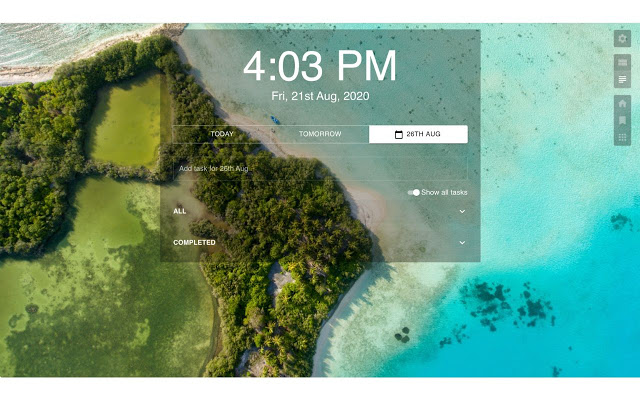 4:03 PM
Fri, 21st Aug, 2020
TODAY
TOMORROW
26TH AUG
Add task for 26th Aug
Show all tasks
ALL
COMPLETED